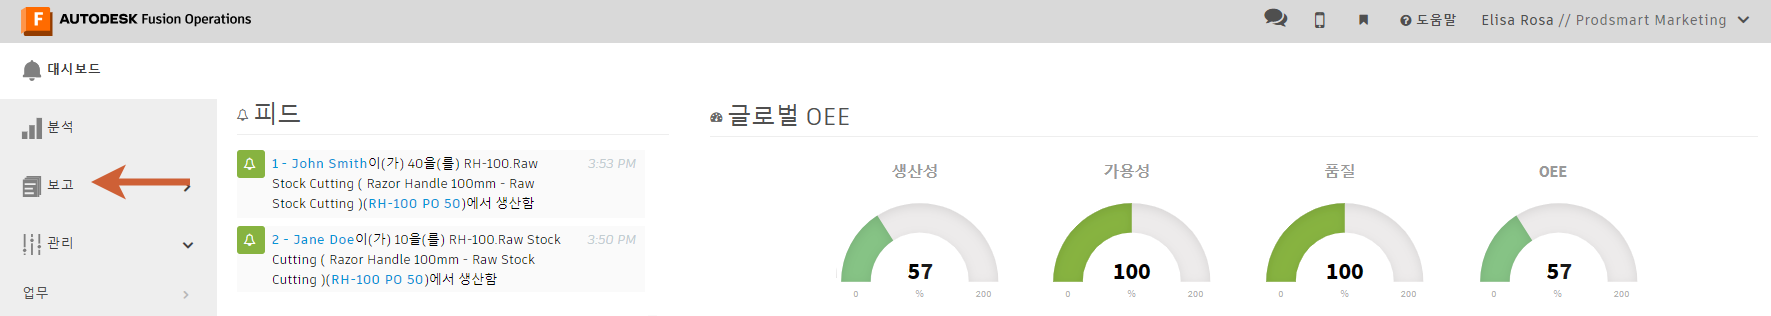 AUTODESK Fusion Operations
도움말
Elisa Rosa // Prodsmart Marketing
대시보드
분석
보고
관리
업무
피드
1 - John Smith이(가) 40을(를) RH-100.Raw
Stock Cutting ( Razor Handle 100mm - Raw
Stock Cutting )(RH-100 PO 50)에서 생산함
3:53 PM
2 - Jane Doe이(가) 10을(를) RH-100.Raw Stock
Cutting ( Razor Handle 100mm - Raw Stock
Cutting )(RH-100 PO 50)에서 생산함
3:50 PM
글로벌 OEE
생산성
57
0 % 200
가용성
100
0 % 200
품질
100
0 % 200
OEE
57
0 % 200